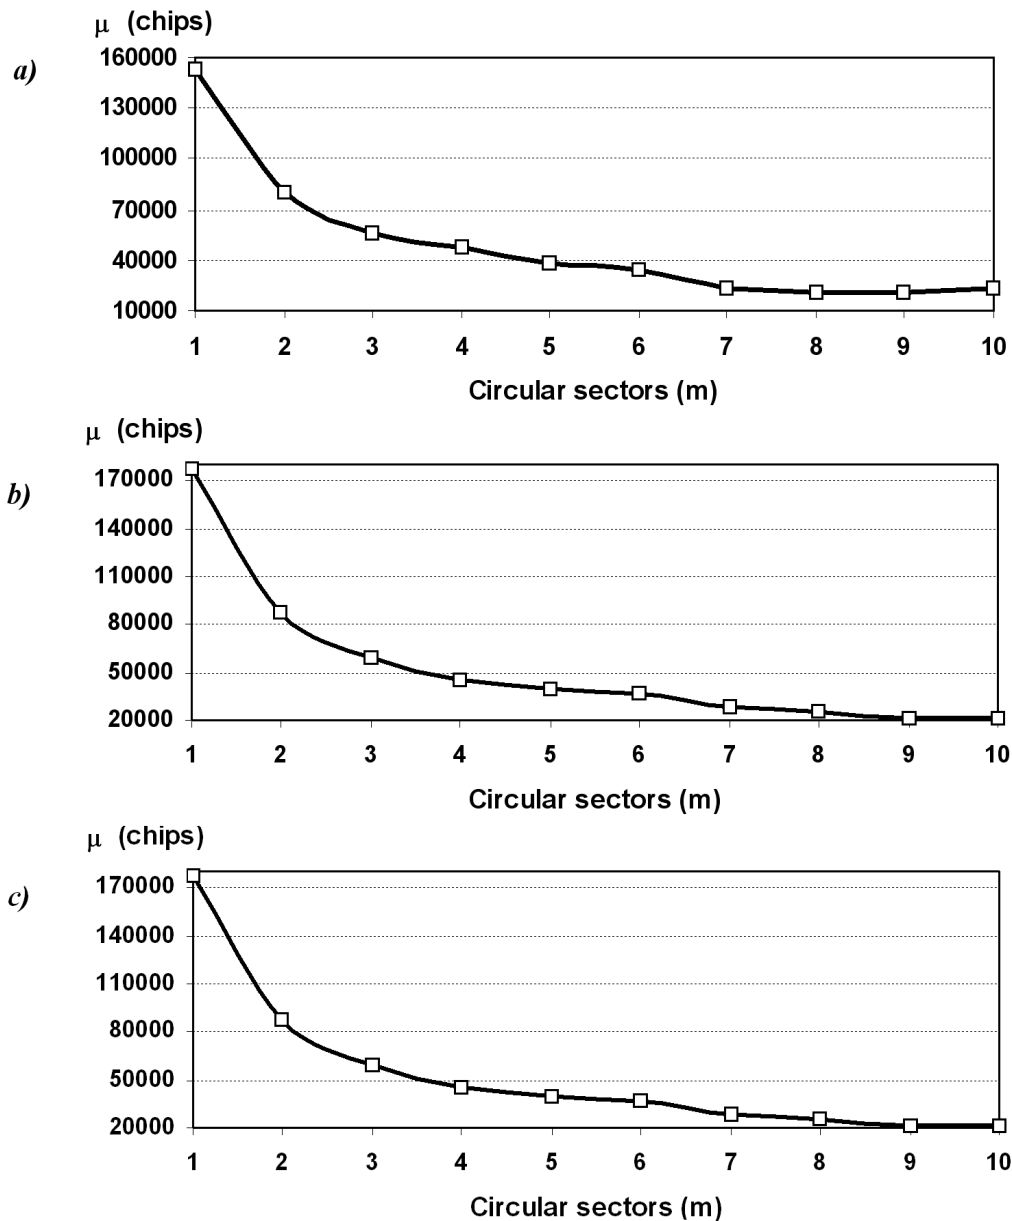 μ (chips)
a)
160000
130000
100000
70000
40000
10000
1 2 3 4 5 6 7 8 9 10
Circular sectors (m)
μ (chips)
b)
170000
140000
110000
80000
50000
20000
1 2 3 4 5 6 7 8 9 10
Circular sectors (m)
μ (chips)
c)
170000
140000
110000
80000
50000
20000
1 2 3 4 5 6 7 8 9 10
Circular sectors (m)